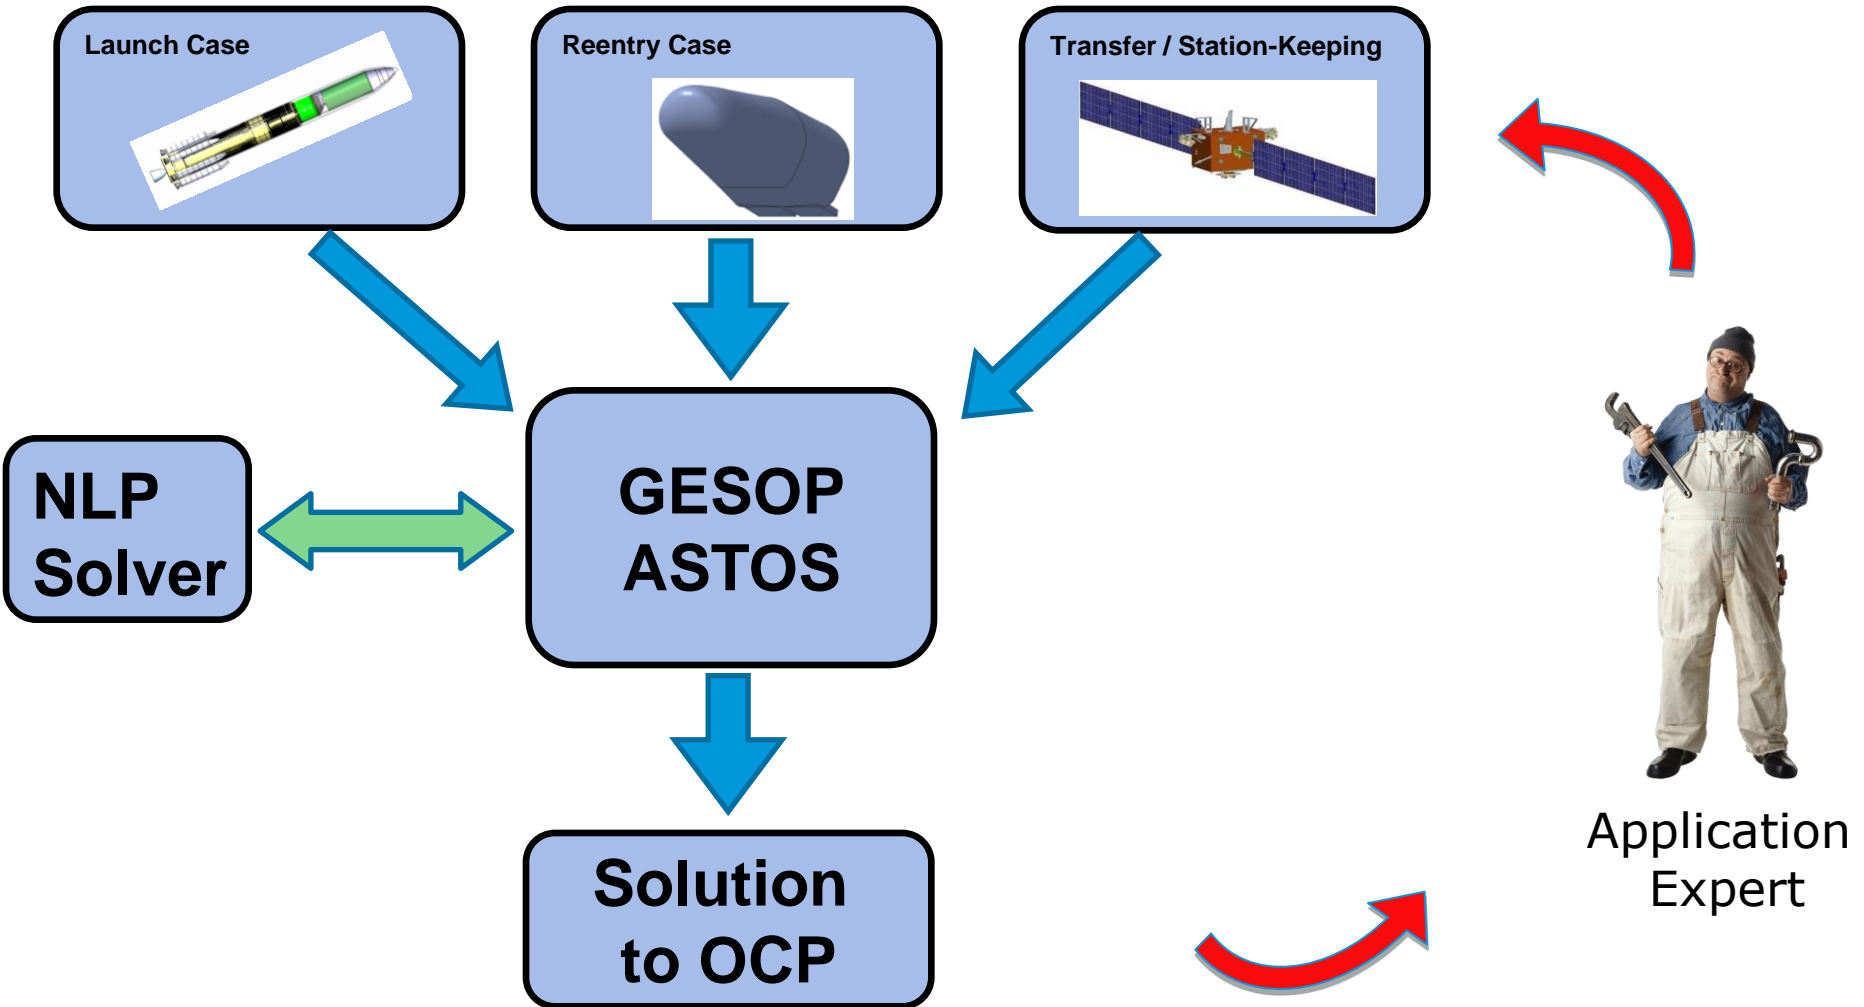 Launch Case
Reentry Case
Transfer / Station-Keeping
NLP
Solver
GESOP
ASTOS
Solution
to OCP
Application
Expert